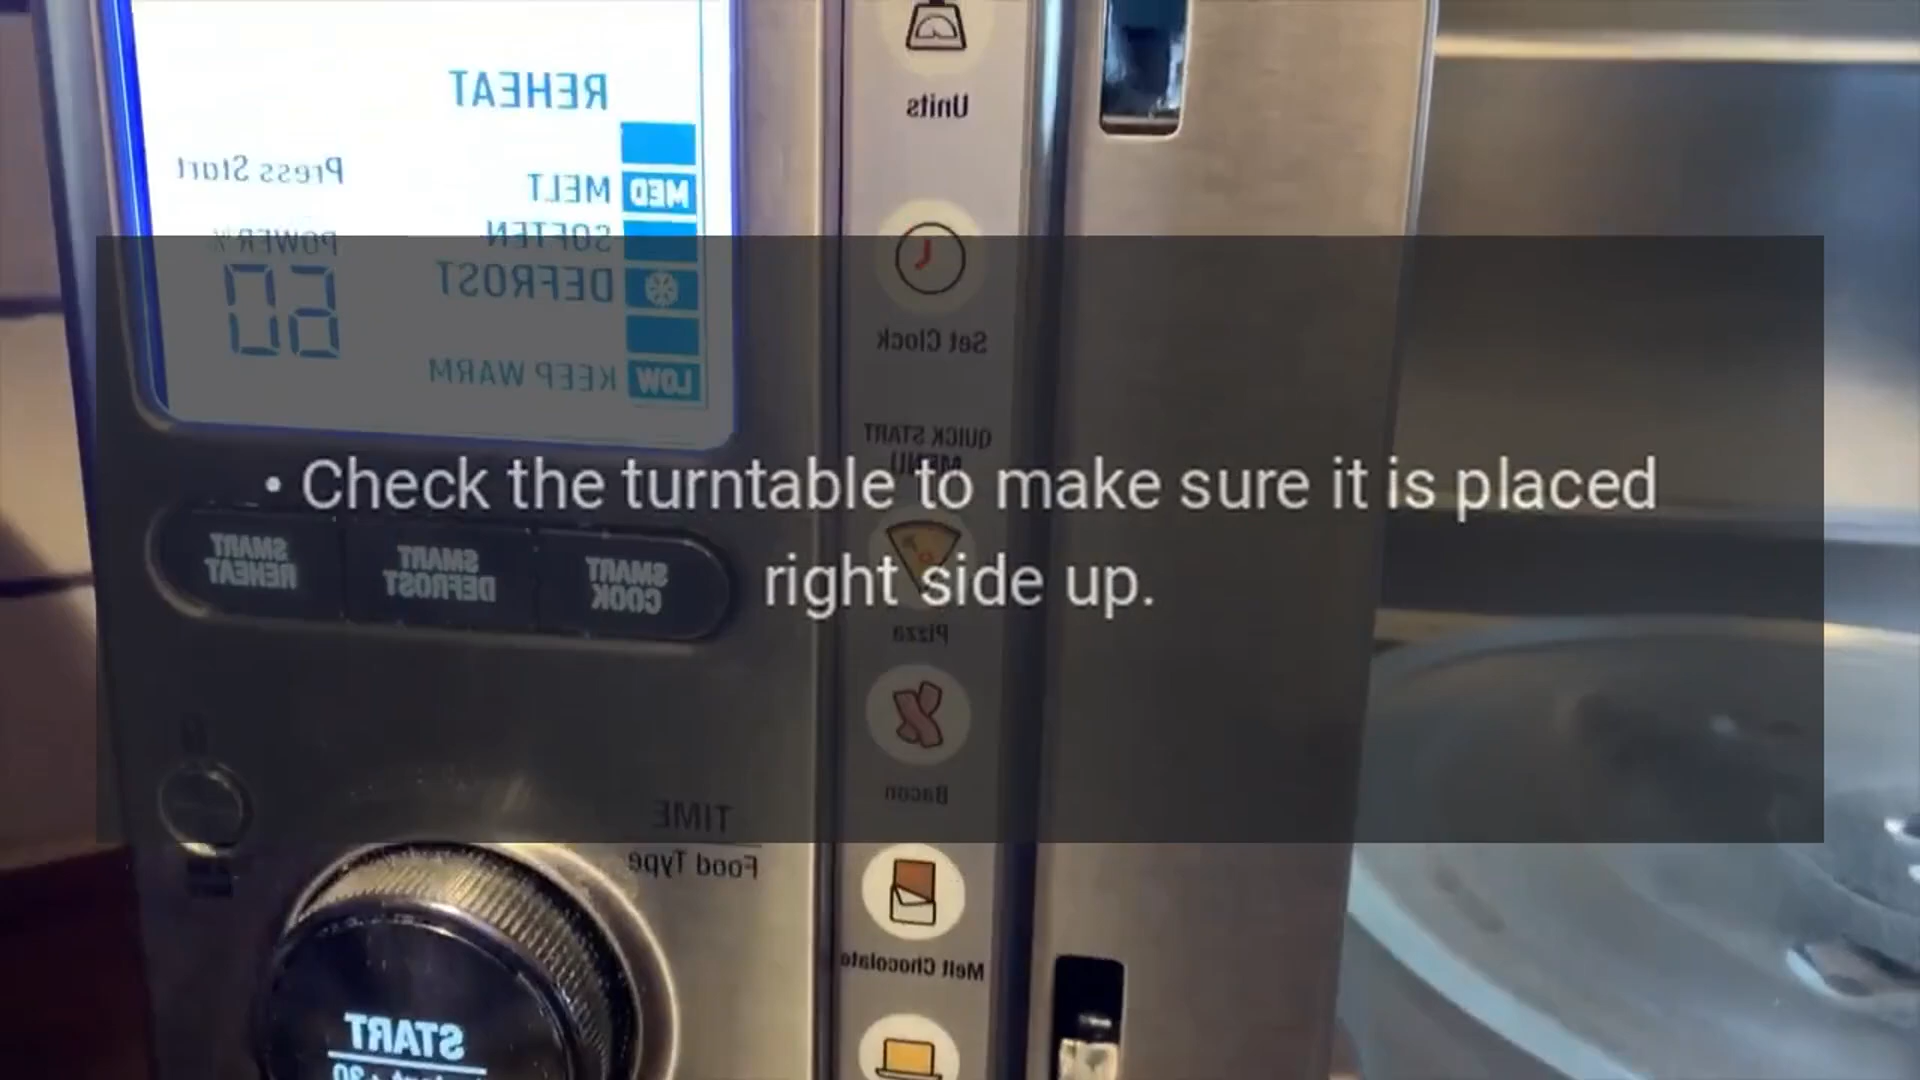 REHEAT
Units
Press Start
MELT
MED
POWER%
SOFTEN
DEFROST
Set Clock
KEEP WARM
LOW
QUICK START
MENU
• Check the turntable to make sure it is placed
right side up.
SMART
REHEAT
SMART
DEFROST
SMART
COOK
Pizza
Bacon
TIME
Food Type
Melt Chocolate
START